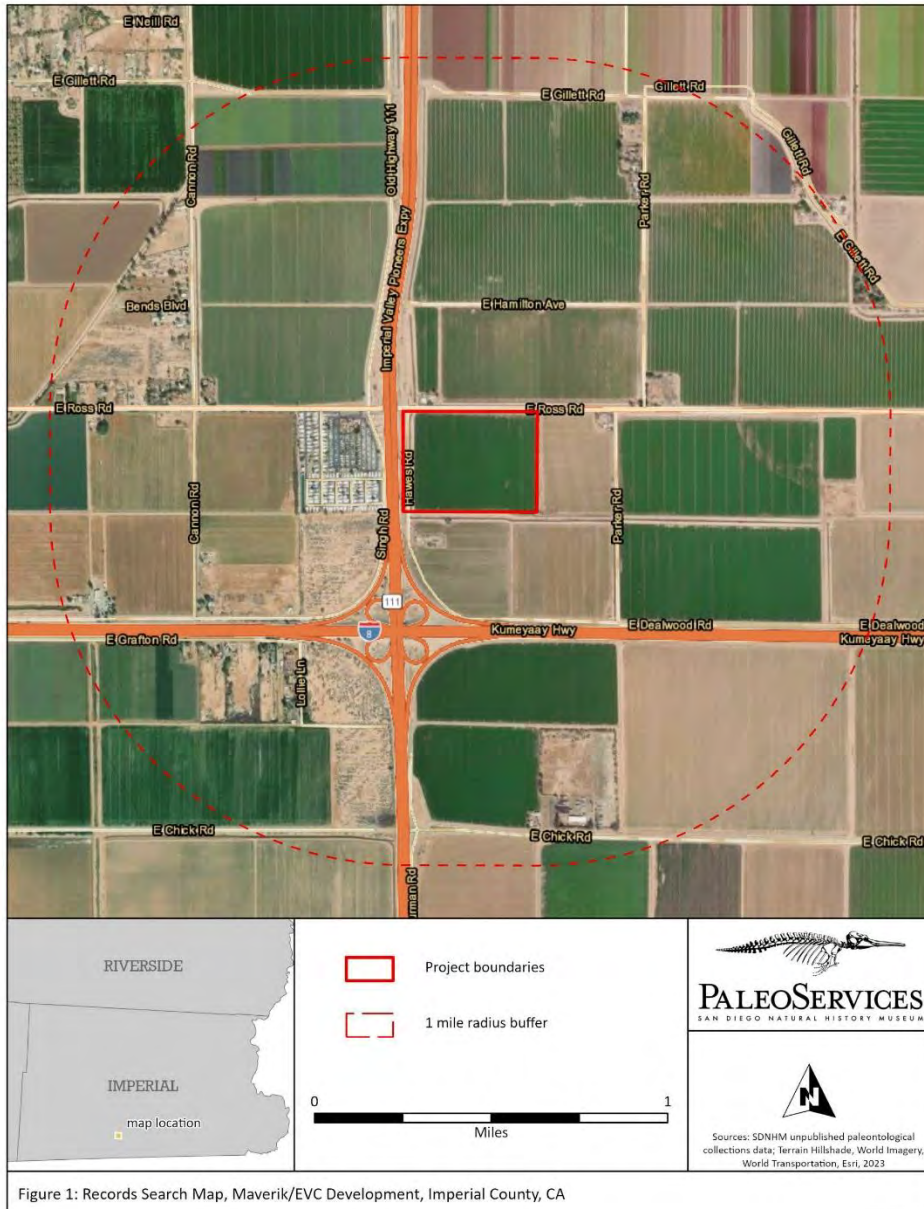 E Neill Rd
E Gillett Rd
Old Highway 111
E Gillett Rd
Gillett Rd
Gillett Rd
Cannon Rd
Parker Rd
E Gillett Rd
Imperial Valley Pioneers Expy
Bends Blvd
E Hamilton Ave
E Ross Rd
E Ross Rd
Hawes Rd
Cannon Rd
Singh Rd
Parker Rd
111
8
Kumeyaay Hwy
E Dealwood Rd
E Dealwood
Kumeyaay Hwy
E Grafton Rd
Lollie Ln
E Chick Rd
E Chick Rd
E Chick Rd
urman Rd
RIVERSIDE
IMPERIAL
map location
Project boundaries
1 mile radius buffer
0 1
Miles
PALEOSERVICES
SAN DIEGO NATURAL HISTORY MUSEUM
N
Sources: SDNHM unpublished paleontological
collections data; Terrain Hillshade, World Imagery,
World Transportation, Esri, 2023
Figure 1: Records Search Map, Maverik/EVC Development, Imperial County, CA